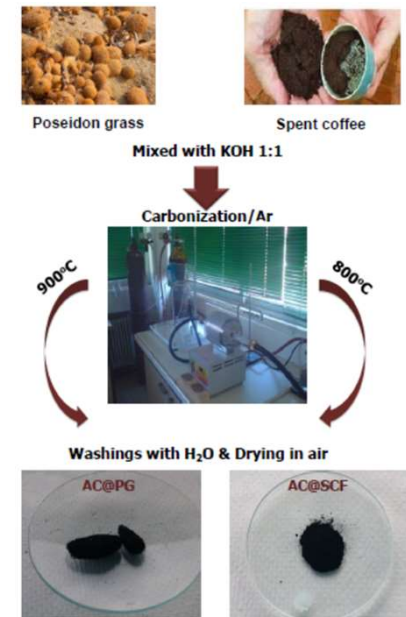 Poseidon grass
Spent coffee
Mixed with KOH 1:1
Carbonization/Ar
900°C
800°C
Washings with H₂O & Drying in air
AC@PG
AC@SCF